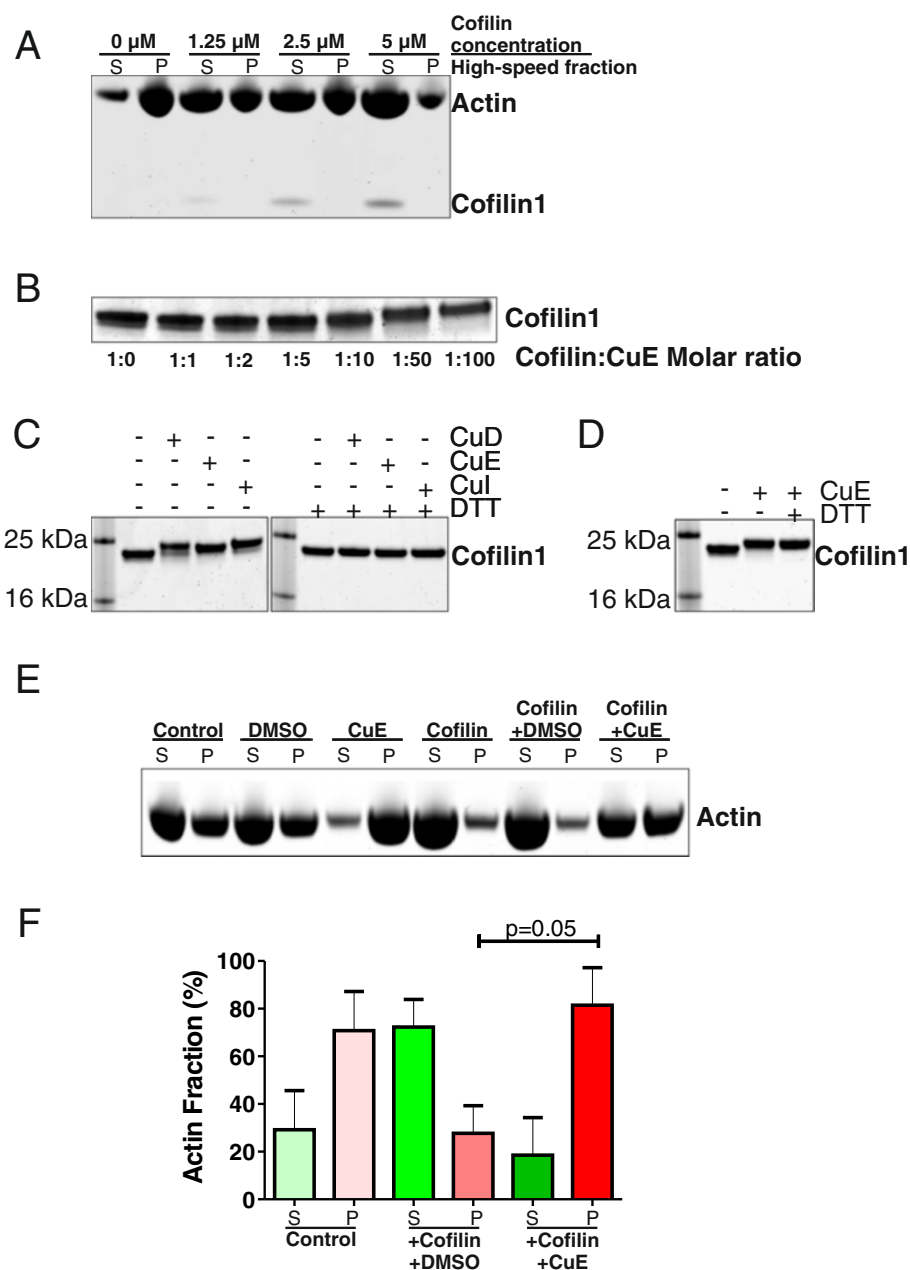 A
Cofilin
0 µM 1.25 µM 2.5 µM 5 µM concentration
S P S P S P S P High-speed fraction
Actin
Cofilin1
B
Cofilin1
1:0 1:1 1:2 1:5 1:10 1:50 1:100 Cofilin:CuE Molar ratio
C
- + - - - + - - CuD
- - + - - - + - CuE
- - - + - - - + CuI
- - - - + + + + DTT
25 kDa
Cofilin1
16 kDa
D
- + + CuE
- - + DTT
25 kDa
Cofilin1
16 kDa
E
Control DMSO CuE Cofilin Cofilin +DMSO Cofilin +CuE
S P S P S P S P S P S P
Actin
F
p=0.05
Actin Fraction (%)
100
80
60
40
20
0
S P S P S P
Control +Cofilin +Cofilin
+DMSO +CuE